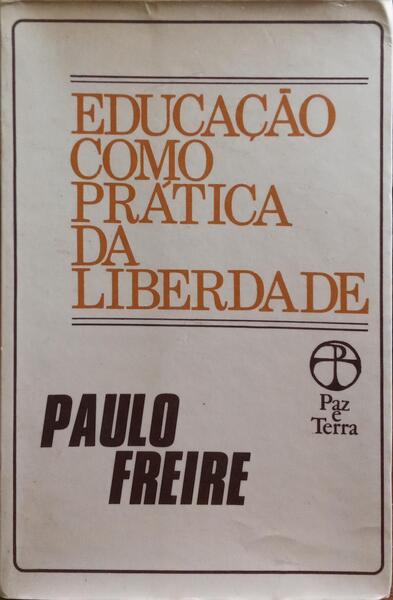 EDUCAÇÃO
COMO
PRÁTICA
DA
LIBERDADE
Paz
e
Terra
PAULO
FREIRE